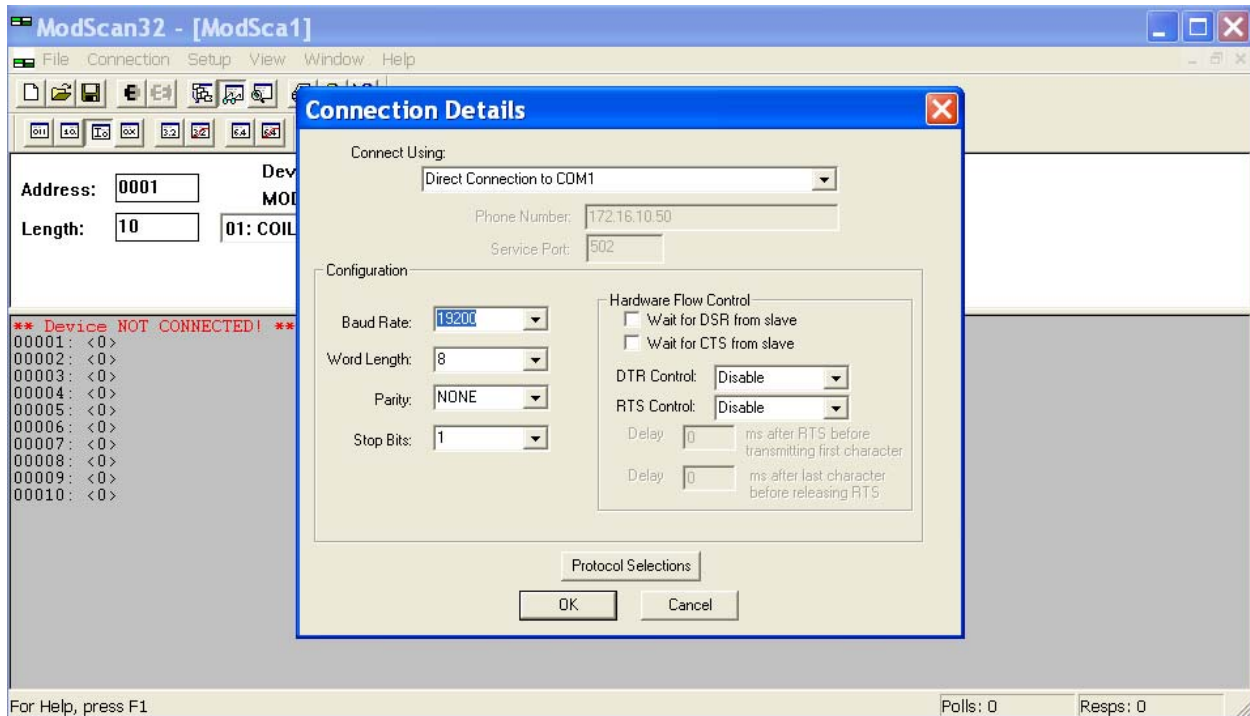 ModScan32 - [ModSca1]
File Connection Setup View Window Help
Connection Details
Connect Using:
Direct Connection to COM1
Phone Number: 172.16.10.50
Service Port: 502
Address: 0001
Length: 10
01: COIL
Configuration
Baud Rate: 19200
Word Length: 8
Parity: NONE
Stop Bits: 1
Hardware Flow Control
Wait for DSR from slave
Wait for CTS from slave
DTR Control: Disable
RTS Control: Disable
Delay 0 ms after RTS before
transmitting first character
Delay 0 ms after last character
before releasing RTS
Protocol Selections
OK Cancel
** Device NOT CONNECTED! **
00001: <0>
00002: <0>
00003: <0>
00004: <0>
00005: <0>
00006: <0>
00007: <0>
00008: <0>
00009: <0>
00010: <0>
For Help, press F1
Polls: 0 Resps: 0